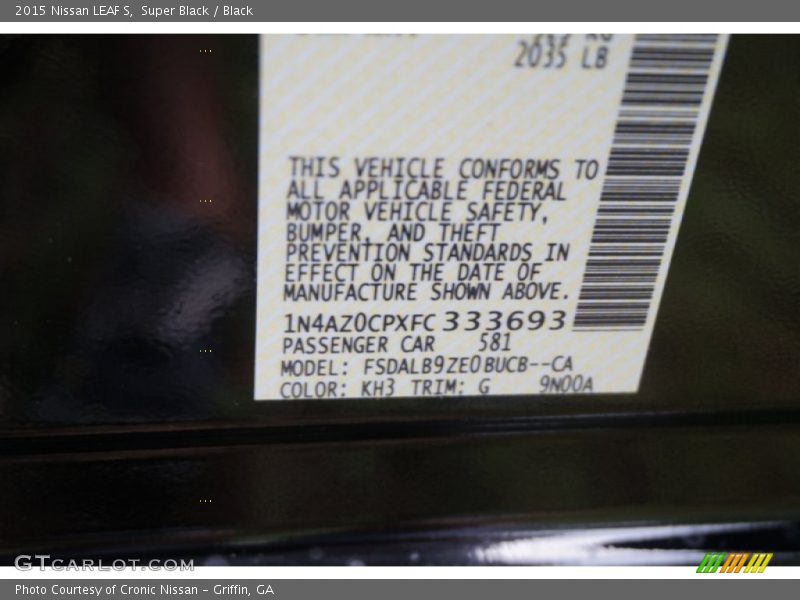 2015 Nissan LEAF S,  Super Black / Black
2035 LB
THIS VEHICLE CONFORMS TO
ALL APPLICABLE FEDERAL
MOTOR VEHICLE SAFETY,
BUMPER, AND THEFT
PREVENTION STANDARDS IN
EFFECT ON THE DATE OF
MANUFACTURE SHOWN ABOVE.
1N4AZ0CPXFC333693
PASSENGER CAR 581
MODEL: FSDALB9ZE0BUCB--CA
COLOR: KH3 TRIM: G 9N00A
GTcarlot.com
Photo Courtesy of Cronic Nissan – Griffin, GA